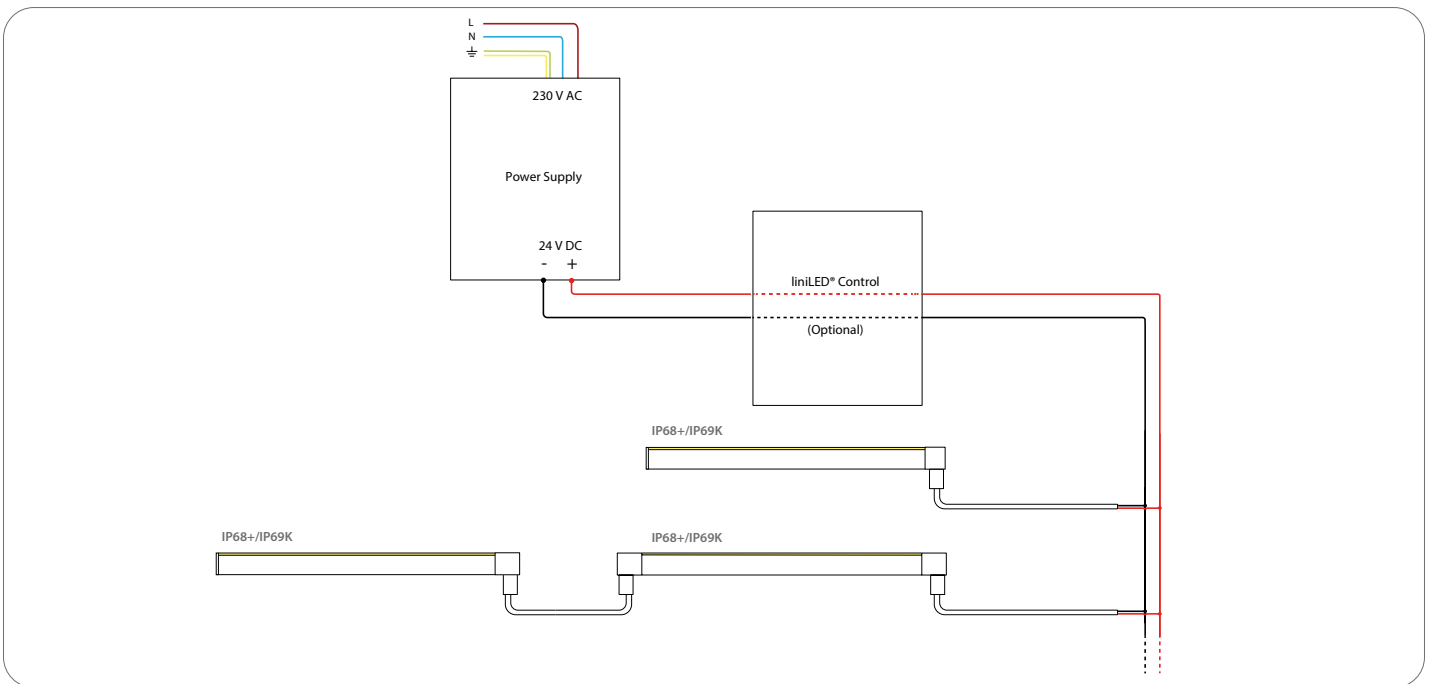 L
N
230 V AC
Power Supply
24 V DC
- +
liniLED® Control
(Optional)
IP68+/IP69K
IP68+/IP69K
IP68+/IP69K